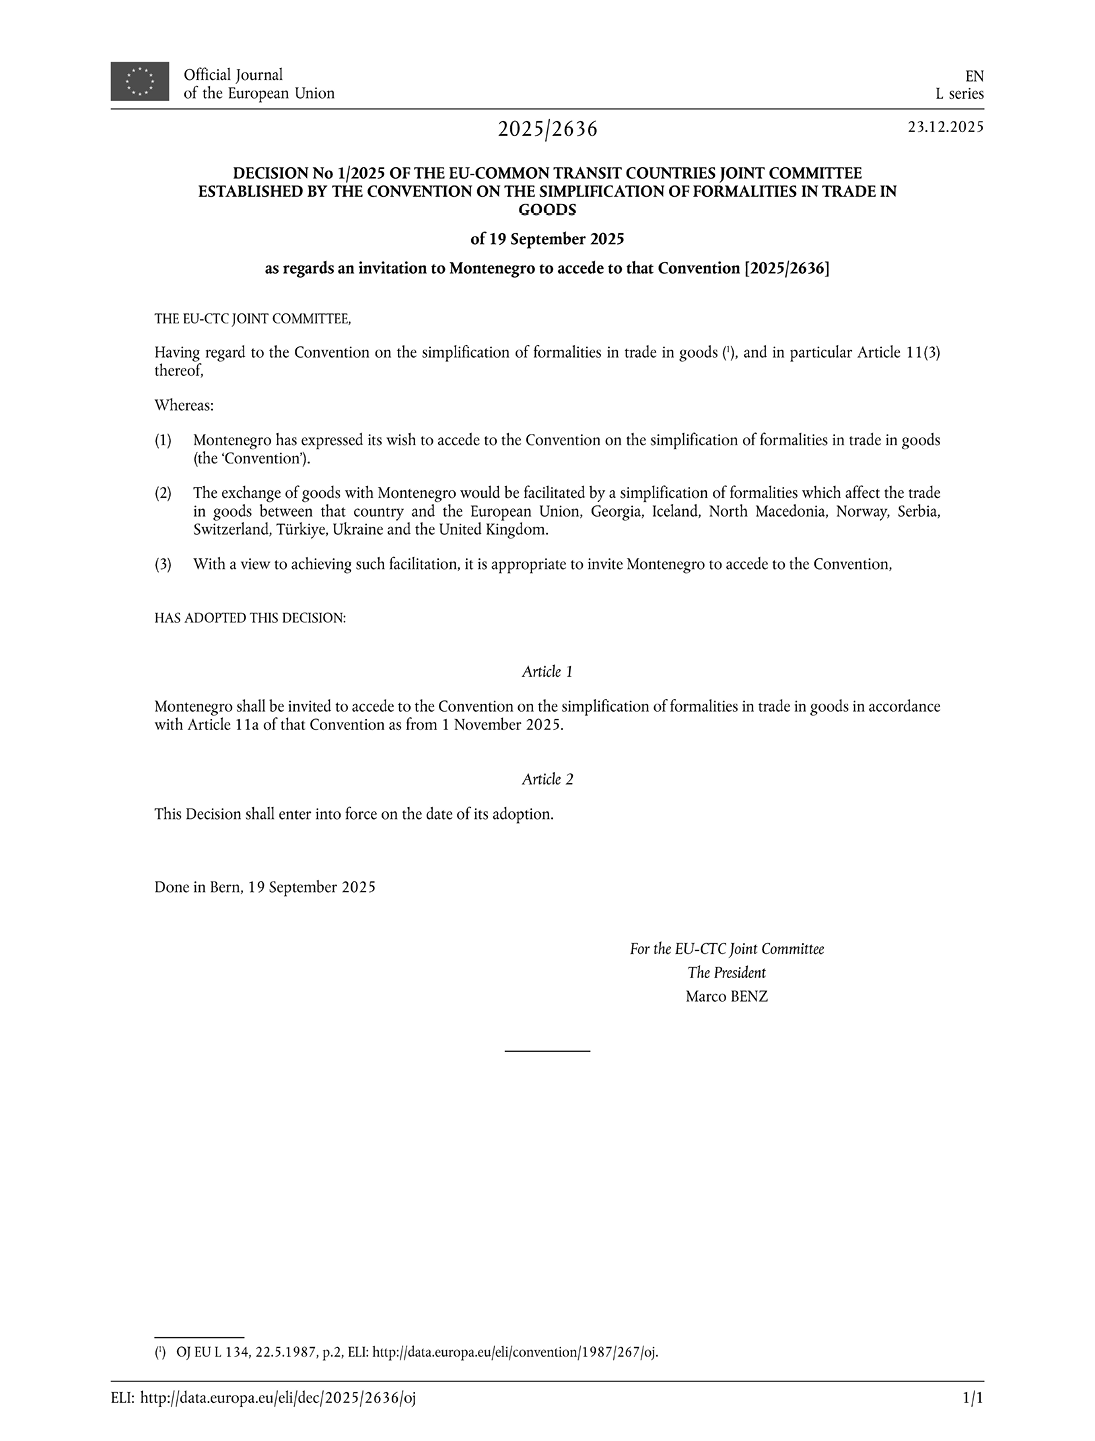 Official Journal
of the European Union
EN
L series
2025/2636
23.12.2025
DECISION No 1/2025 OF THE EU-COMMON TRANSIT COUNTRIES JOINT COMMITTEE
ESTABLISHED BY THE CONVENTION ON THE SIMPLIFICATION OF FORMALITIES IN TRADE IN
GOODS
of 19 September 2025
as regards an invitation to Montenegro to accede to that Convention [2025/2636]
THE EU-CTC JOINT COMMITTEE,
Having regard to the Convention on the simplification of formalities in trade in goods (¹), and in particular Article 11(3)
thereof,
Whereas:
(1) Montenegro has expressed its wish to accede to the Convention on the simplification of formalities in trade in goods
(the ‘Convention’).
(2) The exchange of goods with Montenegro would be facilitated by a simplification of formalities which affect the trade
in goods between that country and the European Union, Georgia, Iceland, North Macedonia, Norway, Serbia,
Switzerland, Türkiye, Ukraine and the United Kingdom.
(3) With a view to achieving such facilitation, it is appropriate to invite Montenegro to accede to the Convention,
HAS ADOPTED THIS DECISION:
Article 1
Montenegro shall be invited to accede to the Convention on the simplification of formalities in trade in goods in accordance
with Article 11a of that Convention as from 1 November 2025.
Article 2
This Decision shall enter into force on the date of its adoption.
Done in Bern, 19 September 2025
For the EU-CTC Joint Committee
The President
Marco BENZ
(¹) OJ EU L 134, 22.5.1987, p.2, ELI: http://data.europa.eu/eli/convention/1987/267/oj.
ELI: http://data.europa.eu/eli/dec/2025/2636/oj
1/1